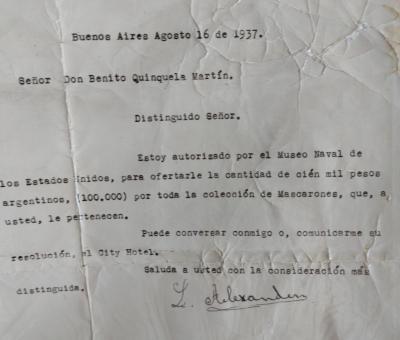 Buenos Aires Agosto 16 de 1937.
Señor Don Benito Quinquela Martín.
Distinguido Señor.
Estoy autorizado por el Museo Naval de
los Estados Unidos, para ofertarle la cantidad de cién mil pesos
argentinos, (100.000) por toda la colección de Mascarones, que, a
usted, le pertenecen.
Puede conversar conmigo o, comunicarme su
resolución, al City Hotel.
Saluda a usted con la consideración más
distinguida.
L. Alexander